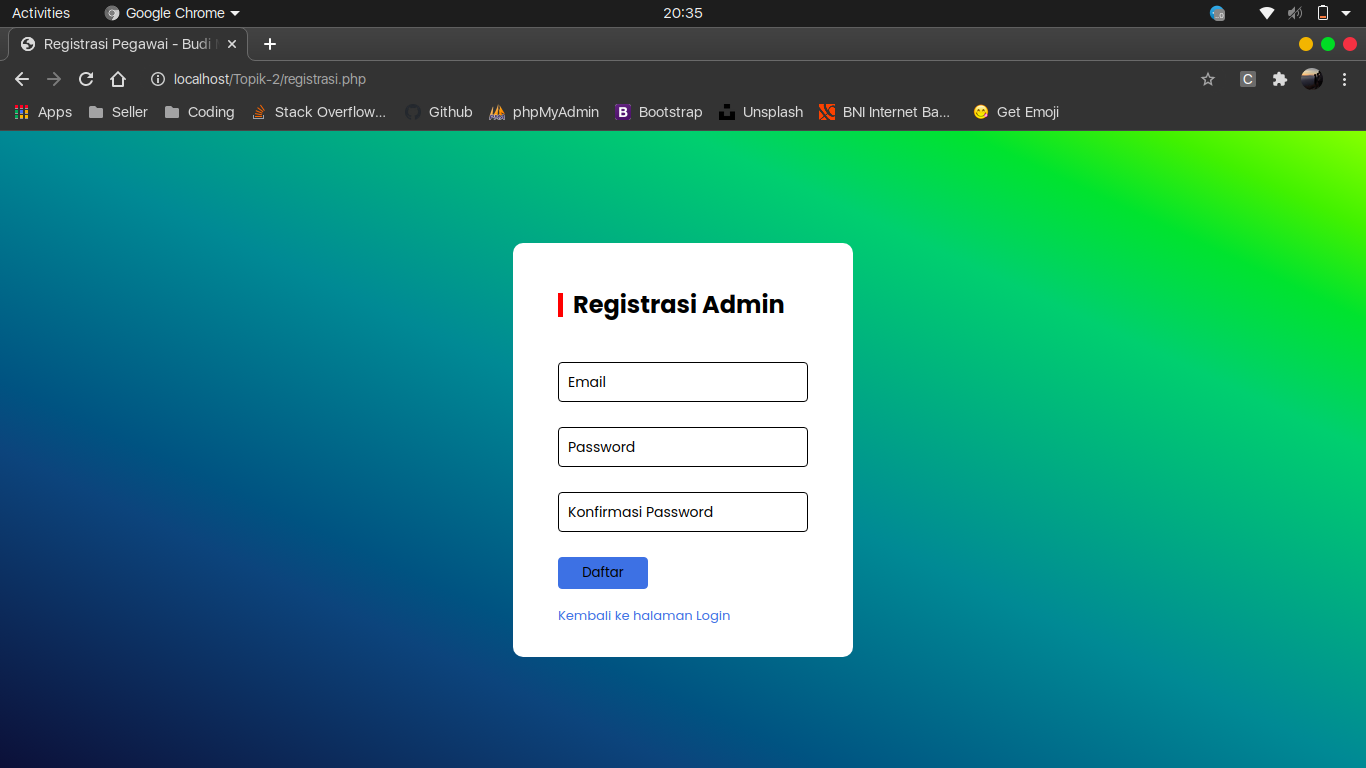 Activities Google Chrome 20:35
Registrasi Pegawai - Budi
localhost/Topik-2/registrasi.php
Apps Seller Coding Stack Overflow... Github phpMyAdmin Bootstrap Unsplash BNI Internet Ba... Get Emoji
Registrasi Admin
Email
Password
Konfirmasi Password
Daftar
Kembali ke halaman Login